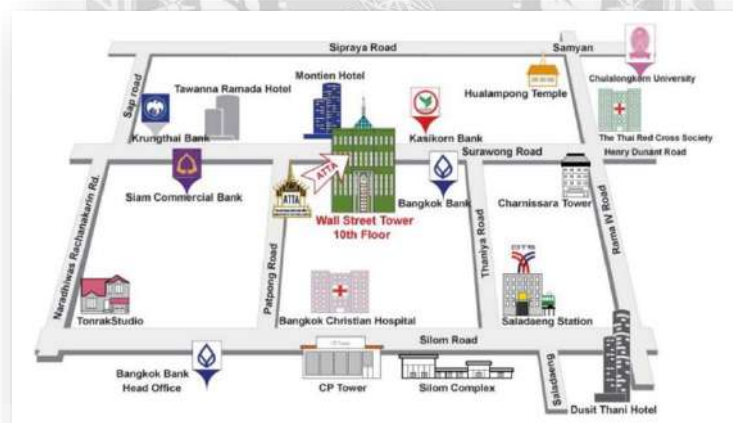 Sipraya Road
Samyan
Sap road
Montien Hotel
Tawanna Ramada Hotel
Chulalongkorn University
Hualampong Temple
Krungthai Bank
Kasikorn Bank
The Thai Red Cross Society
Surawong Road
Henry Dunant Road
ATTA
ATTA
Siam Commercial Bank
Bangkok Bank
Charnissara Tower
Wall Street Tower
10th Floor
Naradhiwas Rachanakarin Rd.
Patpong Road
Thaniya Road
Rama IV Road
BTS
TonrakStudio
Bangkok Christian Hospital
Saladaeng Station
Silom Road
Bangkok Bank
Head Office
CP Tower
Silom Complex
Saladaeng
Dusit Thani Hotel